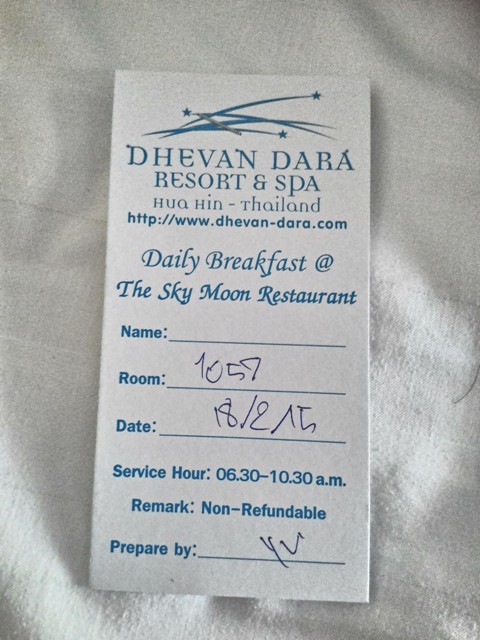 DHEVAN DARA
RESORT & SPA
HUA HIN - THAILAND
http://www.dhevan-dara.com
Daily Breakfast @
The Sky Moon Restaurant
Name:
Room: 1057
Date: 18/2/15
Service Hour: 06.30-10.30 a.m.
Remark: Non-Refundable
Prepare by: